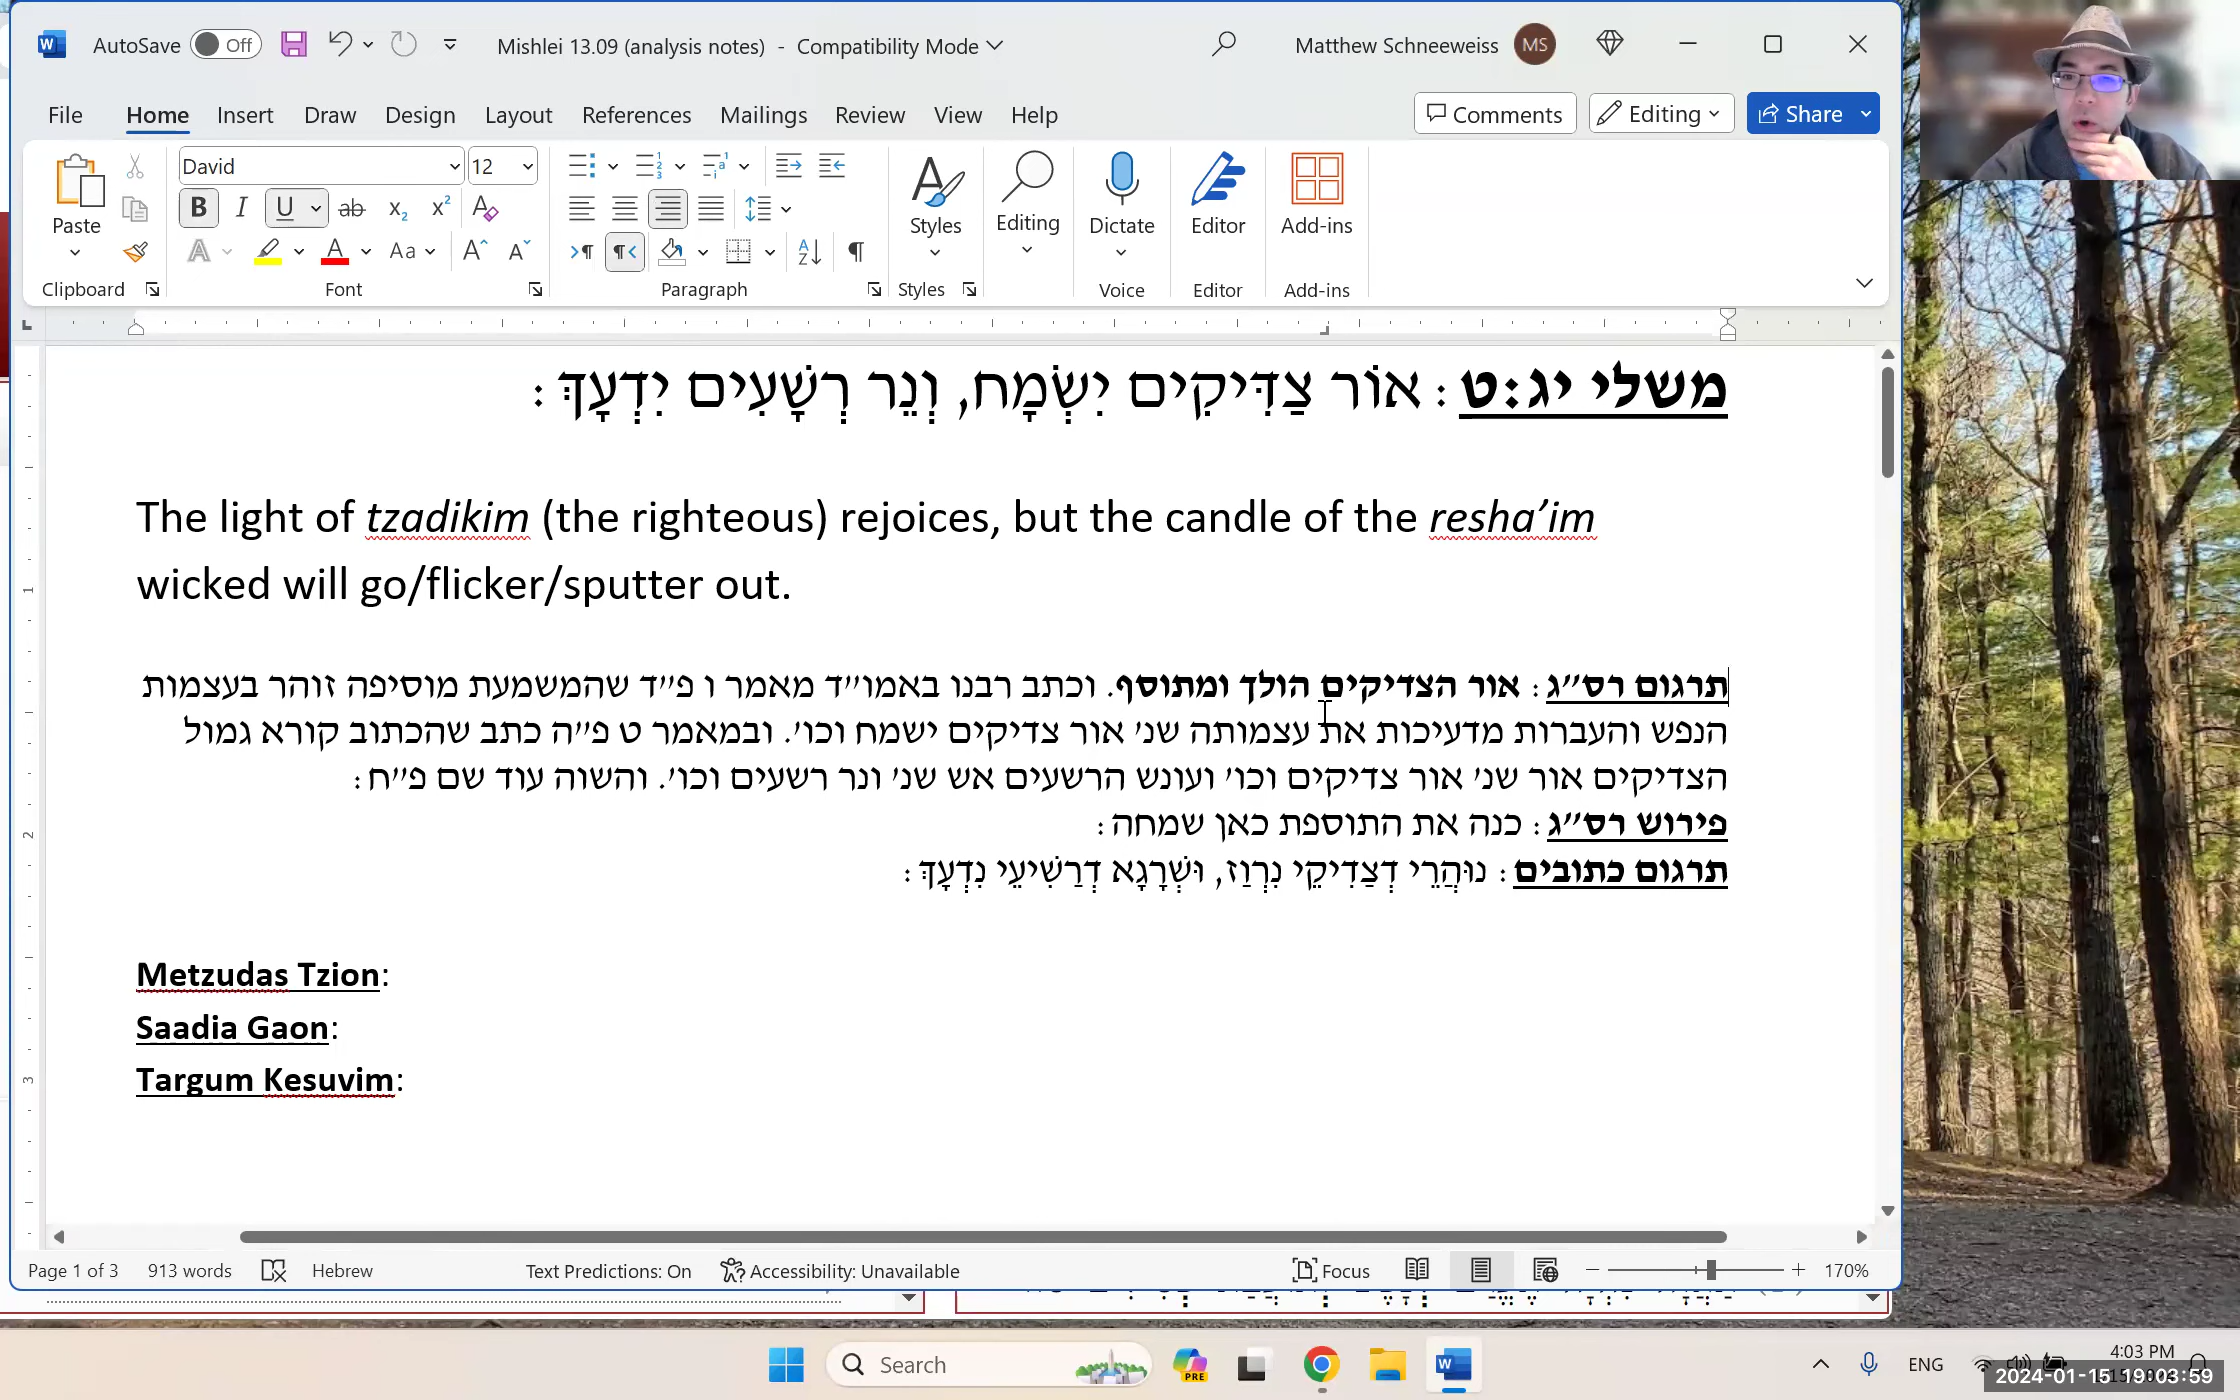 AutoSave Off Mishlei 13.09 (analysis notes) - Compatibility Mode Matthew Schneeweiss MS
File Home Insert Draw Design Layout References Mailings Review View Help Comments Editing Share
Paste
David 12
Styles
Editing
Dictate
Editor
Add-ins
Clipboard Font Paragraph Styles Voice Editor Add-ins
משלי יג:ט: אוֹר צַדִּיקִים יִשְׂמָח, וְנֵר רְשָׁעִים יִדְעָךְ:
The light of tzadikim (the righteous) rejoices, but the candle of the resha’im
wicked will go/flicker/sputter out.
תרגום רס״ג: אור הצדיקים הולך ומתוסף. וכתב רבנו באמו״ד מאמר ו פ״ד שהמשמעת מוסיפה זוהר בעצמות
הנפש והעברות מדעיכות את עצמותה שנ׳ אור צדיקים ישמח וכו׳. ובמאמר ט פ״ה כתב שהכתוב קורא גמול
הצדיקים אור שנ׳ אור צדיקים וכו׳ ועונש הרשעים אש שנ׳ ונר רשעים וכו׳. והשוה עוד שם פ״ח:
פירוש רס״ג: כנה את התוספת כאן שמחה:
תרגום כתובים: נוּהֲרֵי דְצַדִיקֵי נִרְוַז, וּשְׁרָגָא דְרַשִׁיעֵי נִדְעָךְ:
Metzudas Tzion:
Saadia Gaon:
Targum Kesuvim:
Page 1 of 3 913 words Hebrew Text Predictions: On Accessibility: Unavailable Focus 170%
Search PRE ENG 4:03 PM
2024-01-15 19:03:59